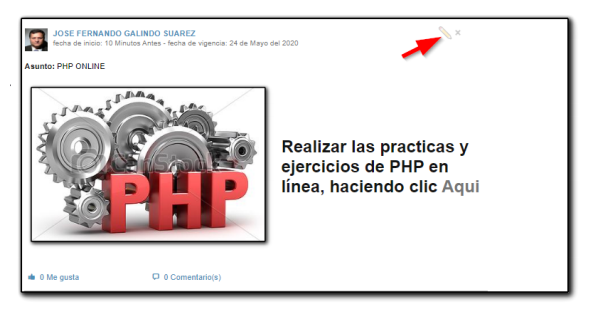 JOSE FERNANDO GALINDO SUAREZ
fecha de inicio: 10 Minutos Antes - fecha de vigencia: 24 de Mayo del 2020
Asunto: PHP ONLINE
PHP
Realizar las practicas y
ejercicios de PHP en
línea, haciendo clic Aqui
0 Me gusta
0 Comentario(s)